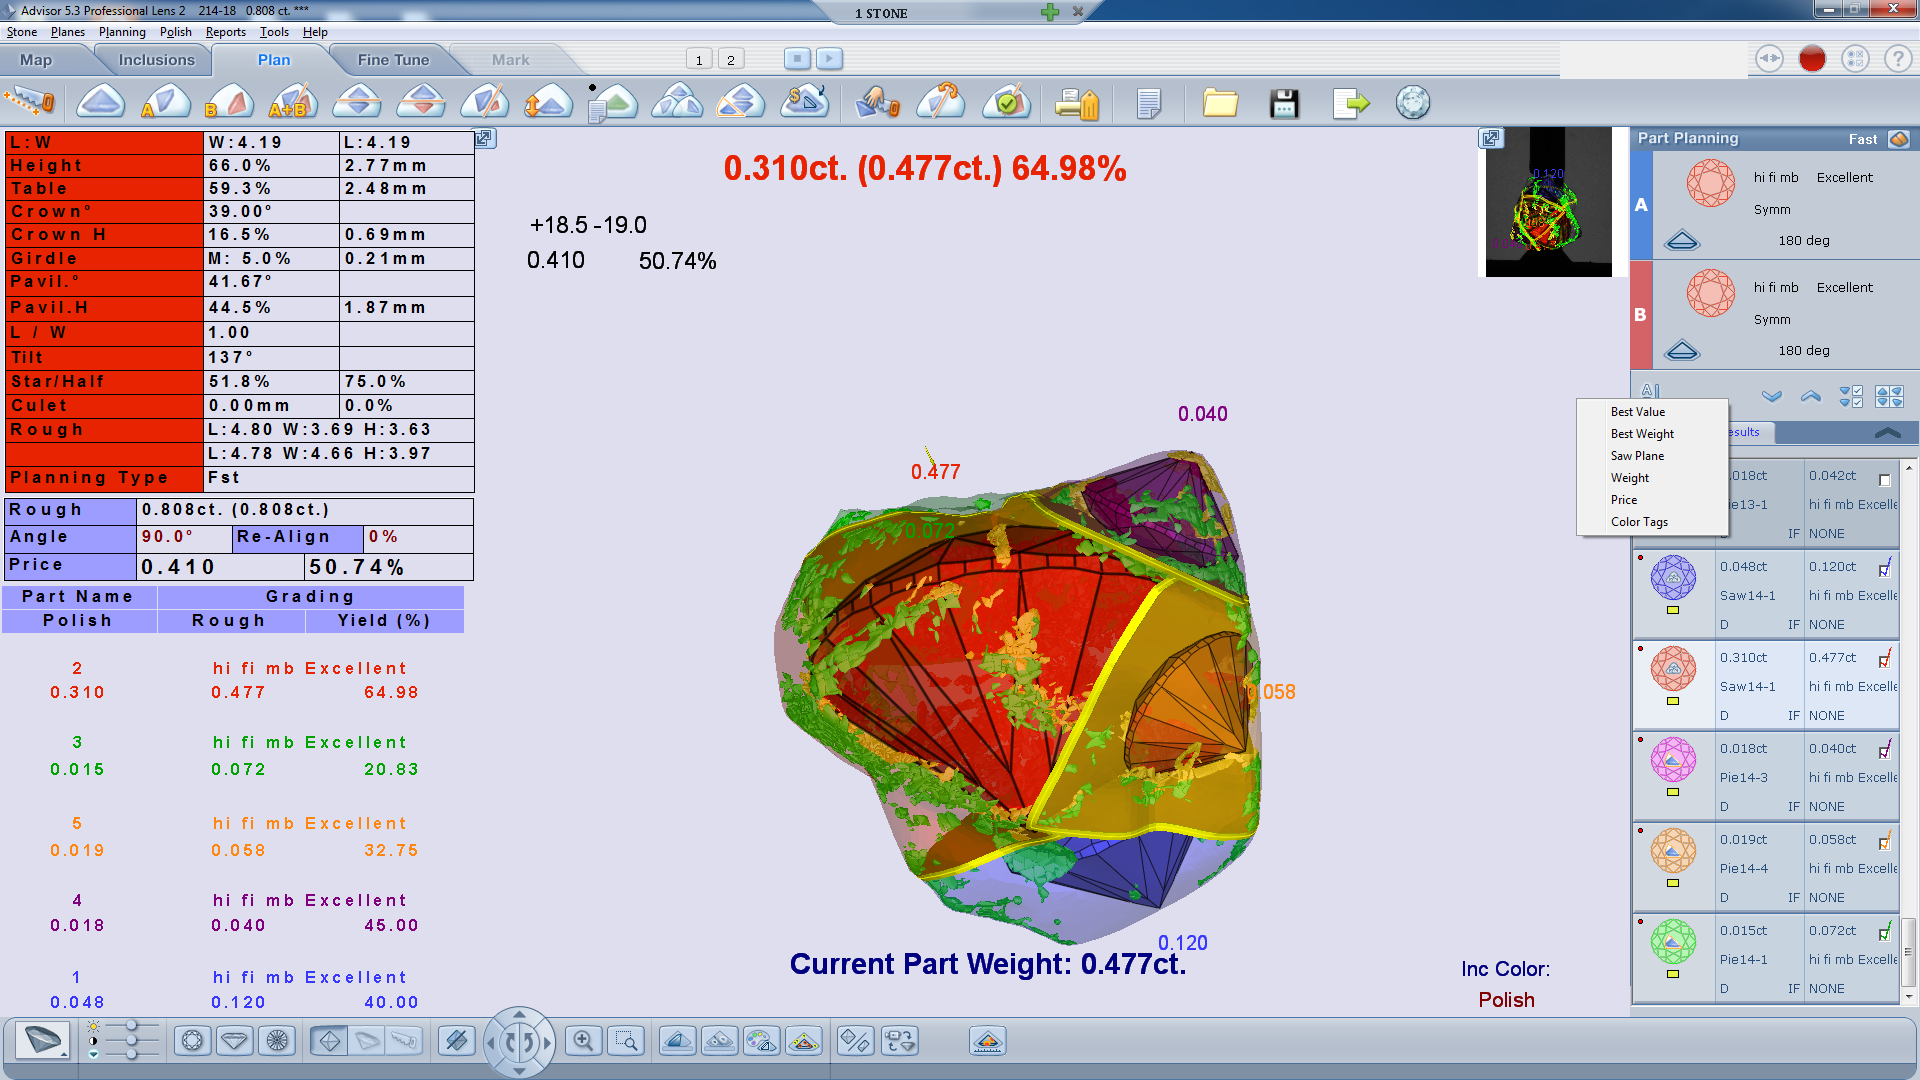 Advisor 5.3 Professional Lens 2    214-18   0.808 ct. ***
1 STONE
Stone Planes Planning Polish Reports Tools Help
Map Inclusions Plan Fine Tune Mark 1 2
A B A+B
L:W W:4.19 L:4.19
Height 66.0% 2.77mm
Table 59.3% 2.48mm
Crown° 39.00°
Crown H 16.5% 0.69mm
Girdle M: 5.0% 0.21mm
Pavil.° 41.67°
Pavil.H 44.5% 1.87mm
L / W 1.00
Tilt 137°
Star/Half 51.8% 75.0%
Culet 0.00mm 0.0%
Rough L:4.80 W:3.69 H:3.63
L:4.78 W:4.66 H:3.97
Planning Type Fst
Rough 0.808ct. (0.808ct.)
Angle 90.0° Re-Align 0%
Price 0.410 50.74%
Part Name Grading
Polish Rough Yield (%)
2 hi fi mb Excellent
0.310 0.477 64.98
3 hi fi mb Excellent
0.015 0.072 20.83
5 hi fi mb Excellent
0.019 0.058 32.75
4 hi fi mb Excellent
0.018 0.040 45.00
1 hi fi mb Excellent
0.048 0.120 40.00
0.310ct. (0.477ct.) 64.98%
+18.5 -19.0
0.410 50.74%
0.040
0.477
0.072
0.058
0.120
Current Part Weight: 0.477ct.
Inc Color:
Polish
0.120
Part Planning Fast
A
hi fi mb Excellent
Symm
180 deg
B
hi fi mb Excellent
Symm
180 deg
Best Value
Best Weight
Saw Plane
Weight
Price
Color Tags
esults
.018ct 0.042ct
ie13-1
D IF NONE
0.048ct 0.120ct
Saw14-1 hi fi mb Excelle
D IF NONE
0.310ct 0.477ct
Saw14-1 hi fi mb Excelle
D IF NONE
0.018ct 0.040ct
Pie14-3 hi fi mb Excelle
D IF NONE
0.019ct 0.058ct
Pie14-4 hi fi mb Excelle
D IF NONE
0.015ct 0.072ct
Pie14-1 hi fi mb Excelle
D IF NONE